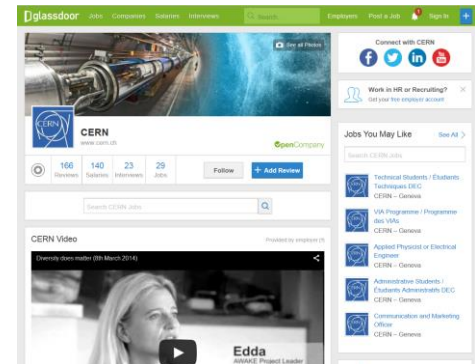 glassdoor Jobs Companies Salaries Interviews Search Employers Post a Job 1 Sign In +
See all Photos
CERN
CERN
www.cern.ch
OpenCompany
166 Reviews
140 Salaries
23 Interviews
29 Jobs
Follow
+ Add Review
Search CERN Jobs
CERN Video
Provided by employer
Diversity does matter (8th March 2014)
Edda
AWAKE Project Leader
Connect with CERN
Work in HR or Recruiting?
Get your free employer account
Jobs You May Like
See All
Search CERN Jobs
Technical Students / Étudiants
Techniques DEC
CERN – Geneva
VIA Programme / Programme
des VIAs
CERN – Geneva
Applied Physicist or Electrical
Engineer
CERN – Geneva
Administrative Students /
Étudiants Administratifs DEC
CERN – Geneva
Communication and Marketing
Officer
CERN – Geneva